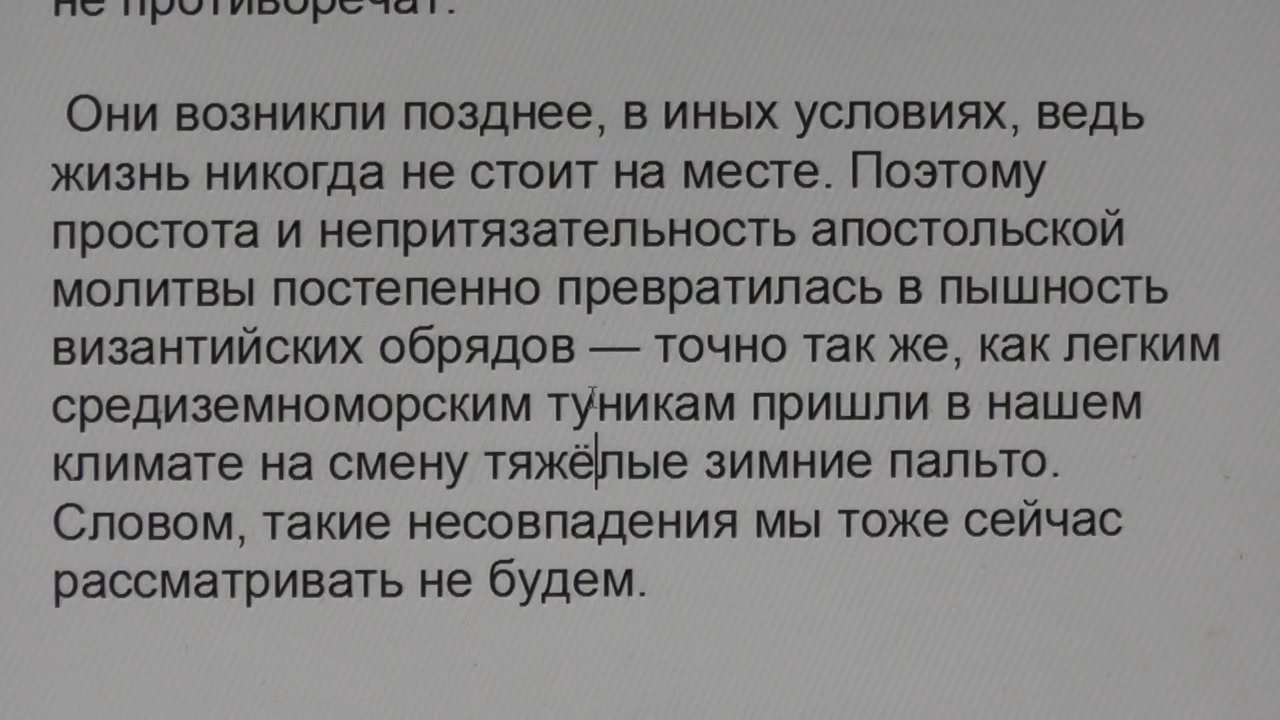 не противоречат.
Они возникли позднее, в иных условиях, ведь
жизнь никогда не стоит на месте. Поэтому
простота и непритязательность апостольской
молитвы постепенно превратилась в пышность
византийских обрядов — точно так же, как легким
средиземноморским туникам пришли в нашем
климате на смену тяжёлые зимние пальто.
Словом, такие несовпадения мы тоже сейчас
рассматривать не будем.